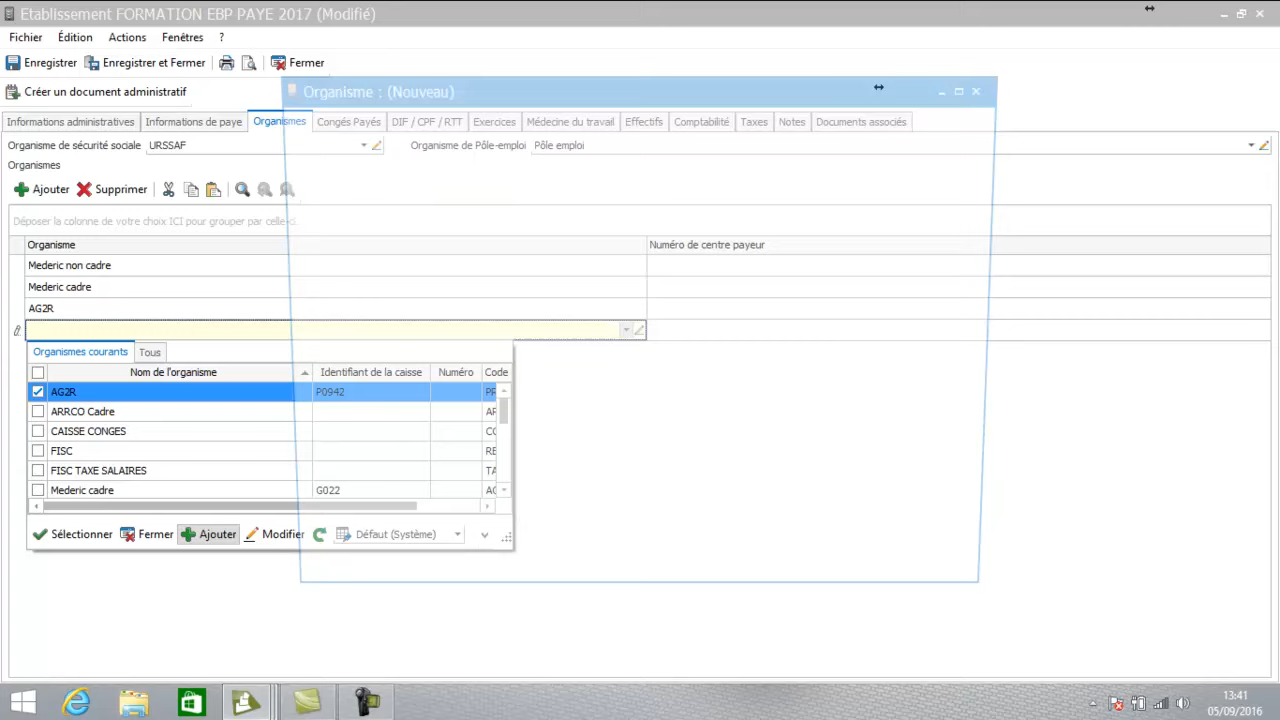 Etablissement FORMATION EBP PAYE 2017 (Modifié)
Fichier Édition Actions Fenêtres ?
Enregistrer Enregistrer et Fermer Fermer
Créer un document administratif
Organisme : (Nouveau)
Informations administratives Informations de paye Organismes Congés Payés DIF / CPF / RTT Exercices Médecine du travail Effectifs Comptabilité Taxes Notes Documents associés
Organisme de sécurité sociale URSSAF Organisme de Pôle-emploi Pôle emploi
Organismes
Ajouter Supprimer
Déposer la colonne de votre choix ICI pour grouper par celle-ci.
Organisme Numéro de centre payeur
Mederic non cadre
Mederic cadre
AG2R
Organismes courants Tous
Nom de l'organisme Identifiant de la caisse Numéro Code
AG2R P0942 PR
ARRCO Cadre AR
CAISSE CONGES CO
FISC RE
FISC TAXE SALAIRES TA
Mederic cadre G022 AG
Sélectionner Fermer Ajouter Modifier Défaut (Système)
13:41
05/09/2016